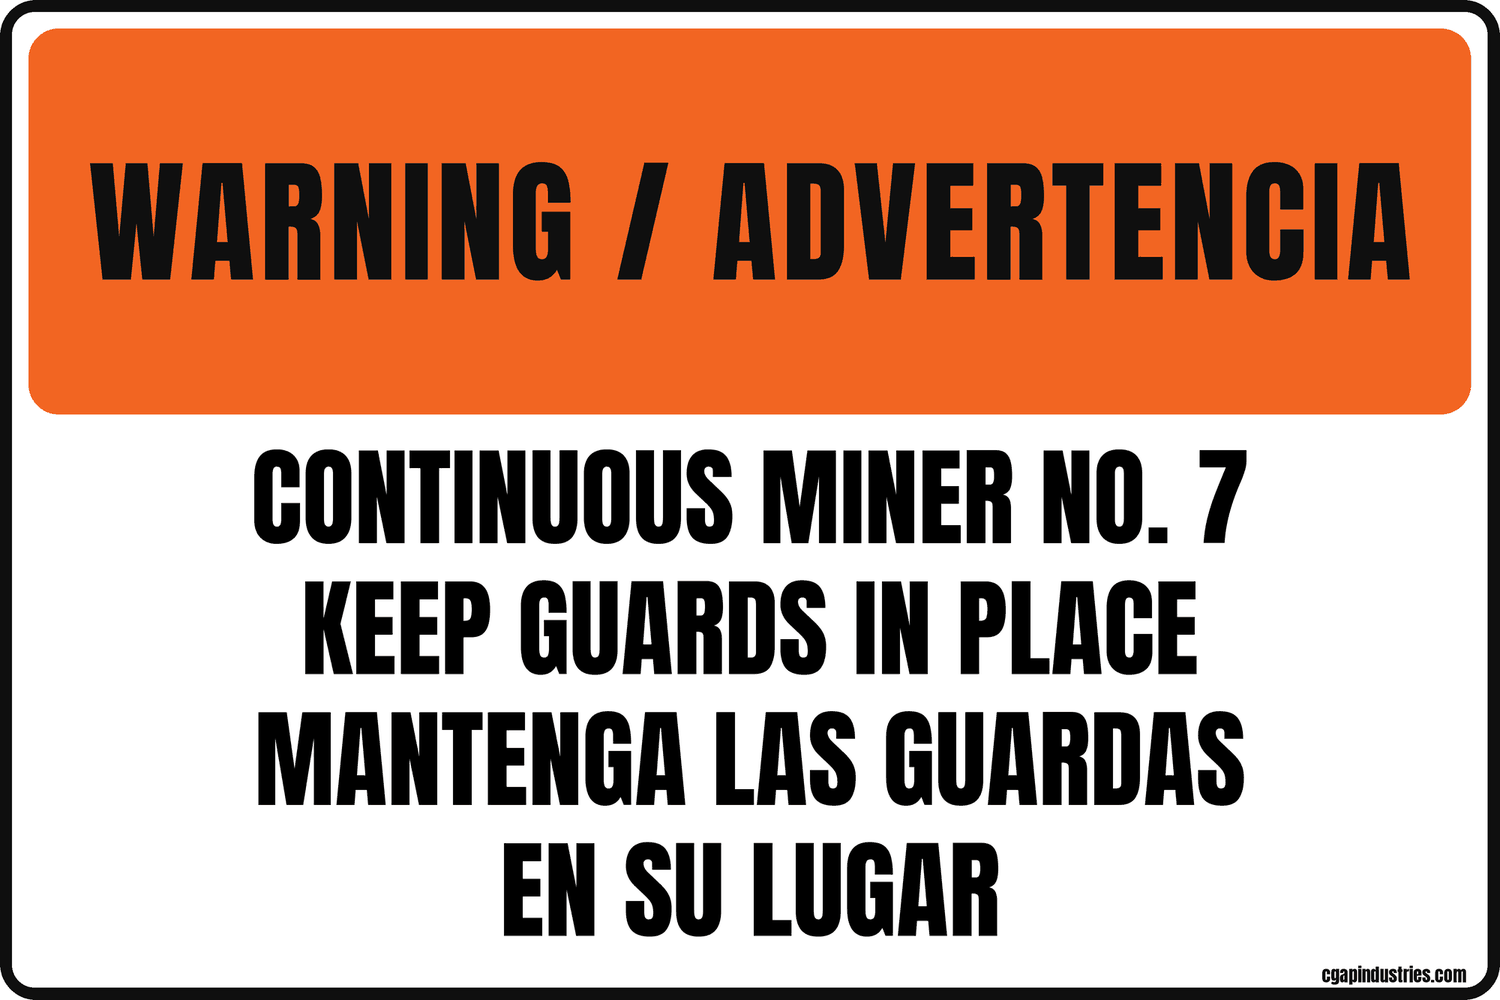 WARNING / ADVERTENCIA
CONTINUOUS MINER NO. 7
KEEP GUARDS IN PLACE
MANTENGA LAS GUARDAS
EN SU LUGAR
cgapindustries.com